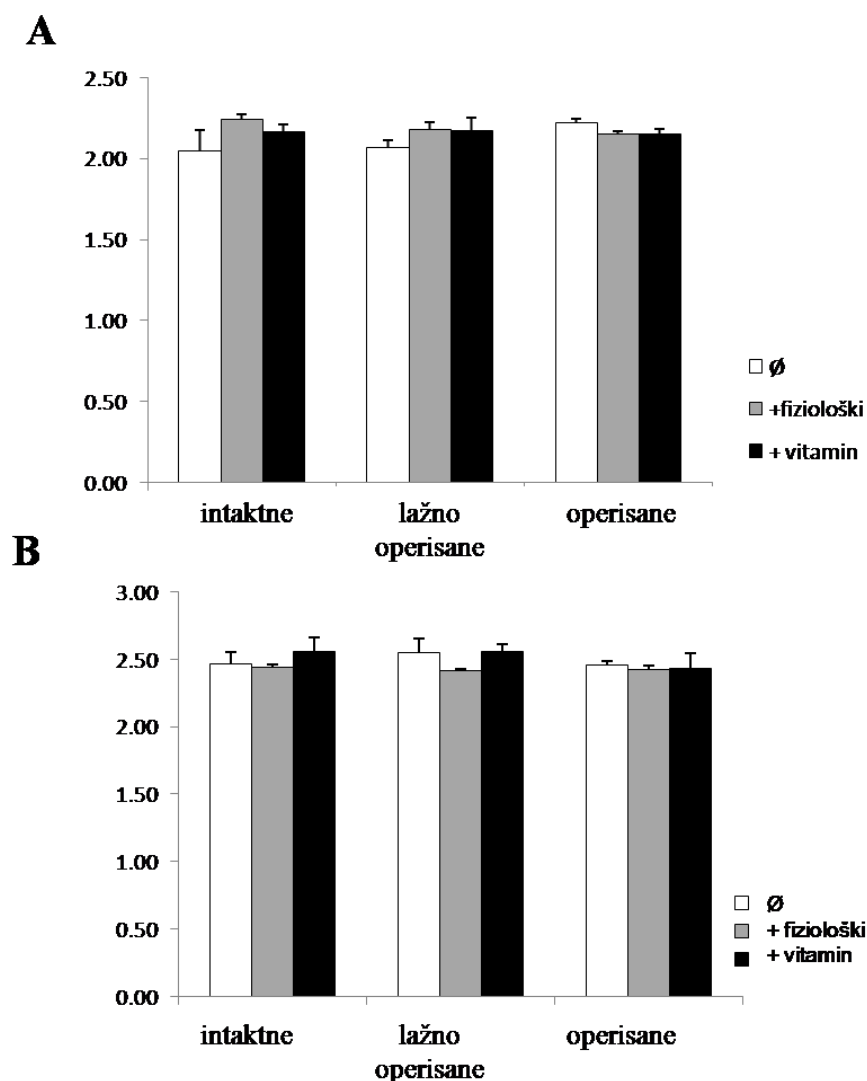 A
2.50
2.00
1.50
1.00
0.50
0.00
intaktne
lažno
operisane
operisane
Ø
+fiziološki
+ vitamin
B
3.00
2.50
2.00
1.50
1.00
0.50
0.00
intaktne
lažno
operisane
operisane
Ø
+ fiziološki
+ vitamin